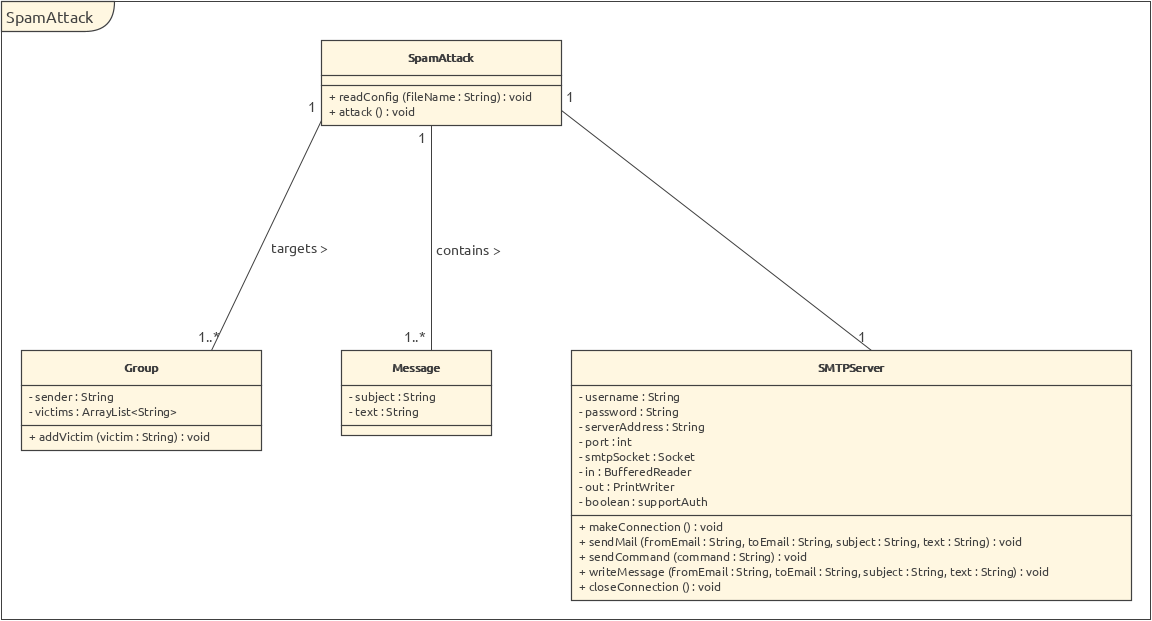 SpamAttack
SpamAttack
+ readConfig (fileName : String) : void
+ attack () : void
1
1
1
targets >
contains >
1..*
1..*
1
Group
- sender : String
- victims : ArrayList<String>
+ addVictim (victim : String) : void
Message
- subject : String
- text : String
SMTPServer
- username : String
- password : String
- serverAddress : String
- port : int
- smtpSocket : Socket
- in : BufferedReader
- out : PrintWriter
- boolean : supportAuth
+ makeConnection () : void
+ sendMail (fromEmail : String, toEmail : String, subject : String, text : String) : void
+ sendCommand (command : String) : void
+ writeMessage (fromEmail : String, toEmail : String, subject : String, text : String) : void
+ closeConnection () : void